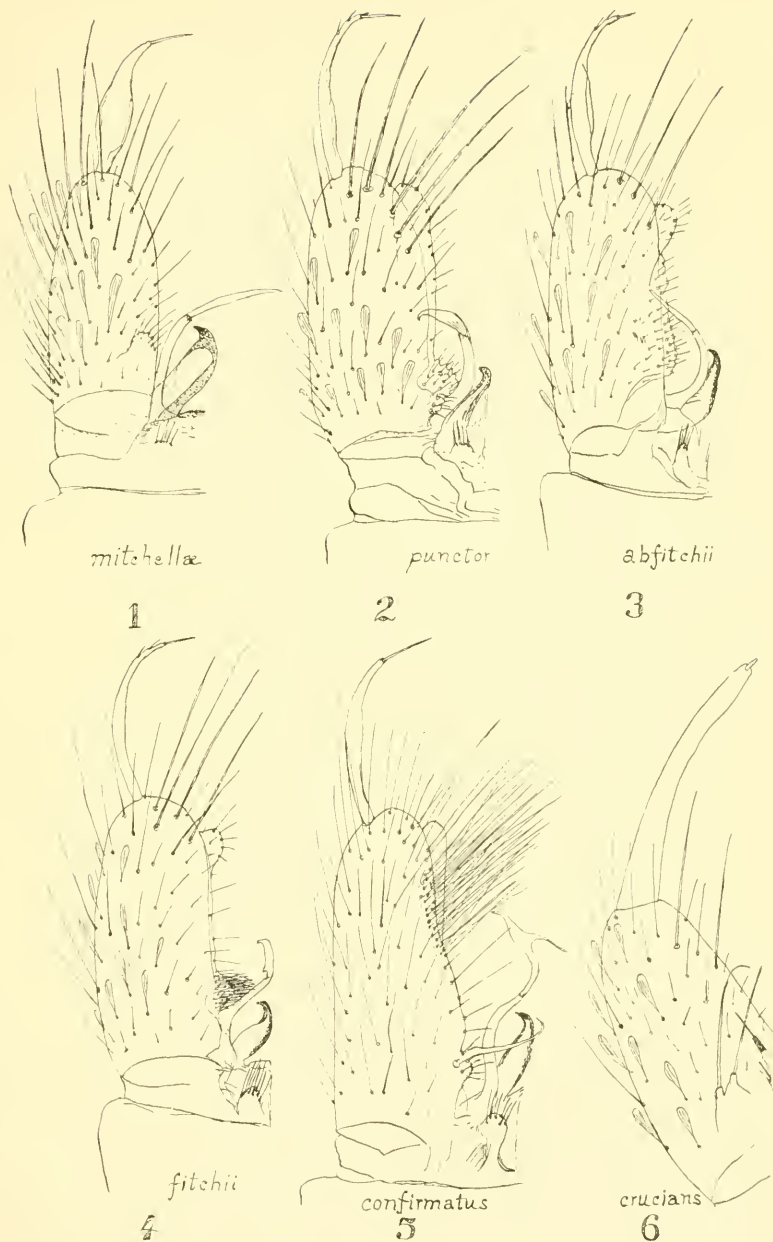 mitchellæ
punctor
abfitchii
1
2
3
fitchii
confirmatus
crucians
4
5
6